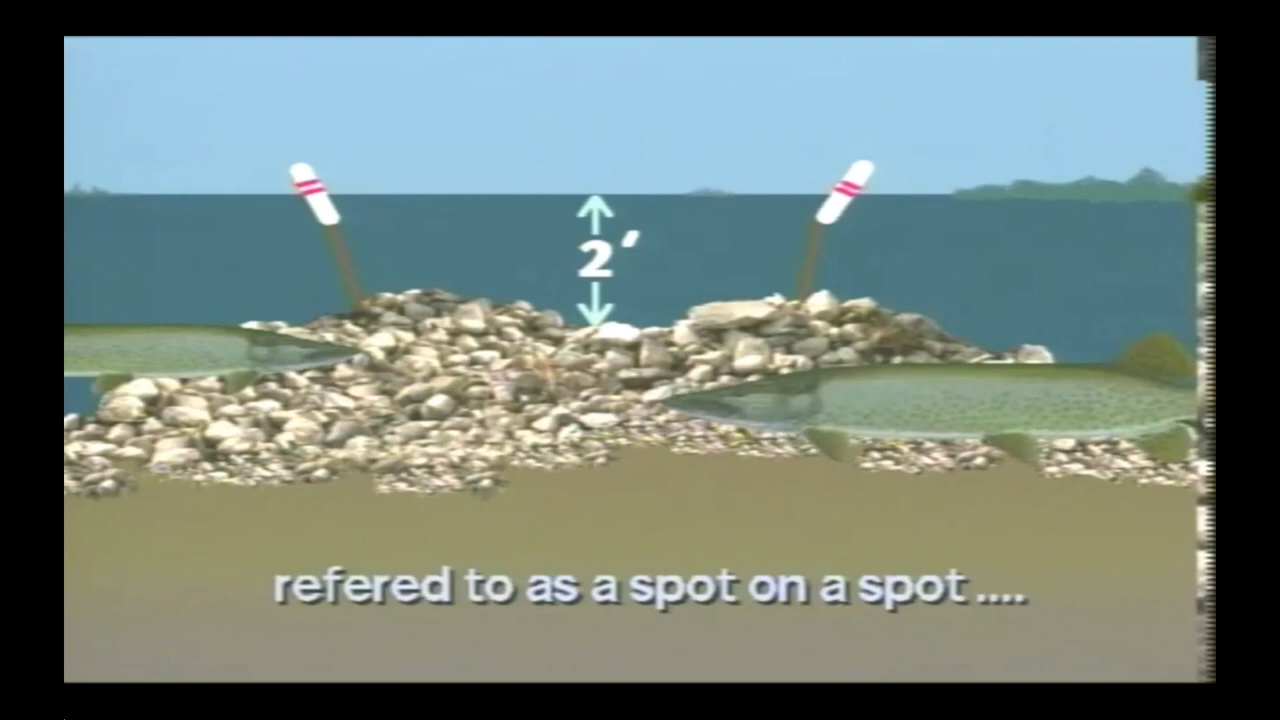 2′
refered to as a spot on a spot ....